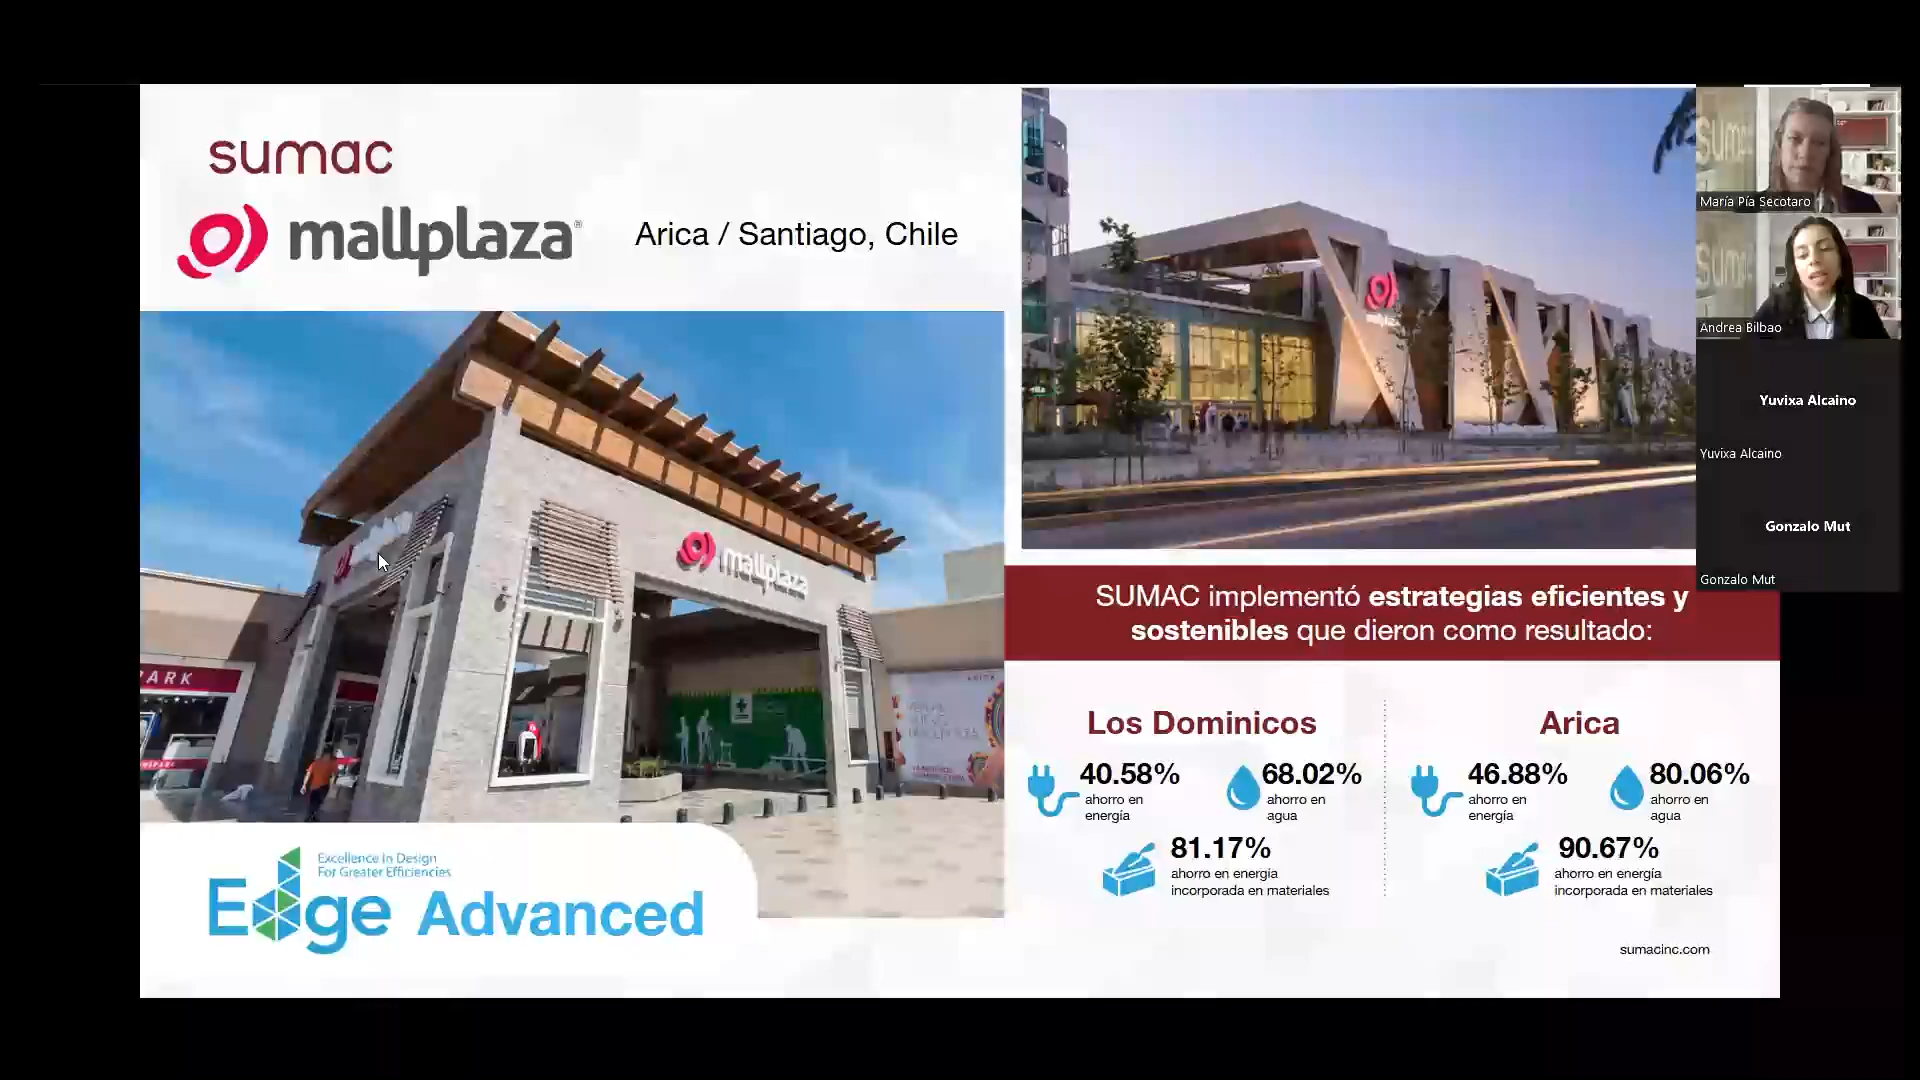 sumac
mallplaza®
Arica / Santiago, Chile
mallplaza
PARK
Excellence In Design
For Greater Efficiencies
Edge Advanced
SUMAC implementó estrategias eficientes y
sostenibles que dieron como resultado:
Los Dominicos
40.58%
ahorro en
energía
68.02%
ahorro en
agua
81.17%
ahorro en energía
incorporada en materiales
Arica
46.88%
ahorro en
energía
80.06%
ahorro en
agua
90.67%
ahorro en energía
incorporada en materiales
sumacinc.com
María Pía Secotaro
Andrea Bilbao
Yuvixa Alcaino
Yuvixa Alcaino
Gonzalo Mut
Gonzalo Mut